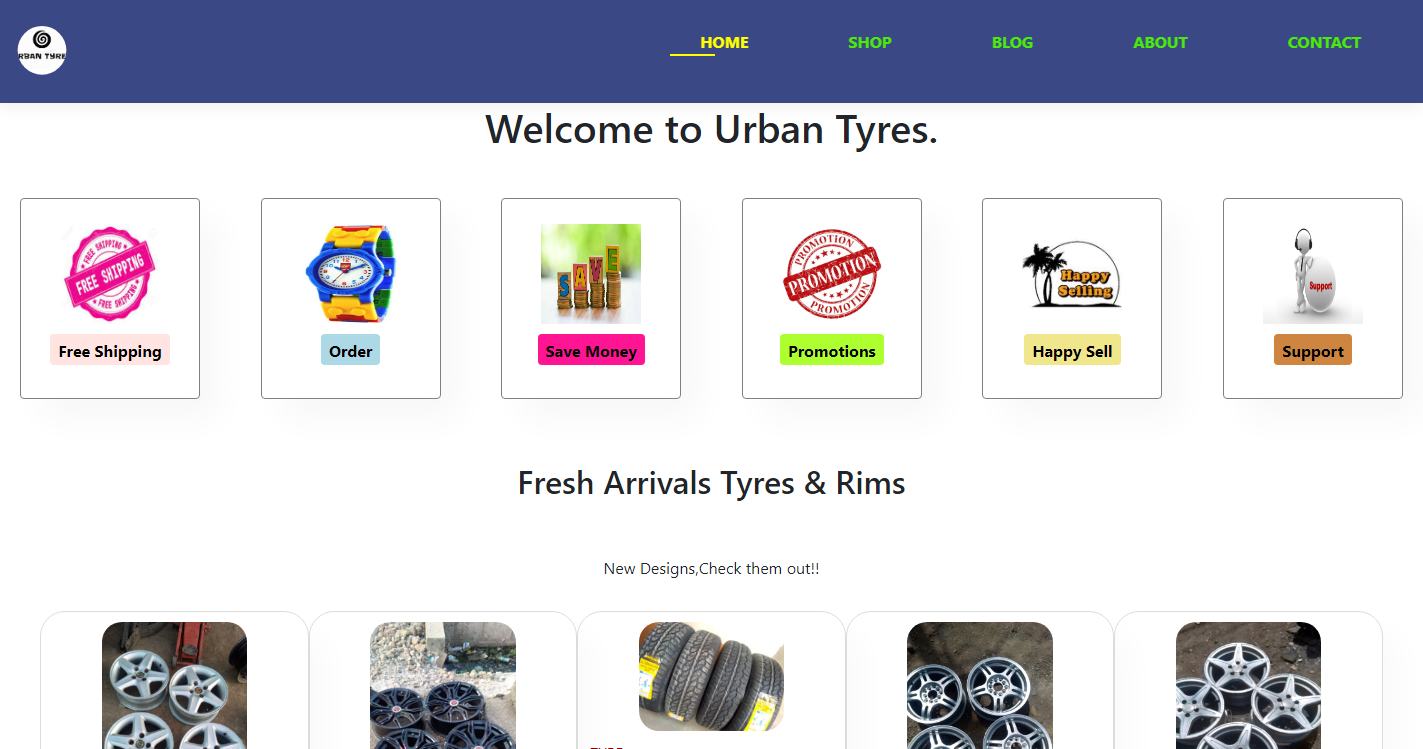 RBAN TYRE
HOME
SHOP
BLOG
ABOUT
CONTACT
Welcome to Urban Tyres.
FREE SHIPPING
FREE SHIPPING
FREE SHIPPING
Free Shipping
Order
SAVE
Save Money
PROMOTION
PROMOTION
PROMOTION
Promotions
Happy
Selling
Happy Sell
Support
Support
Fresh Arrivals Tyres & Rims
New Designs,Check them out!!